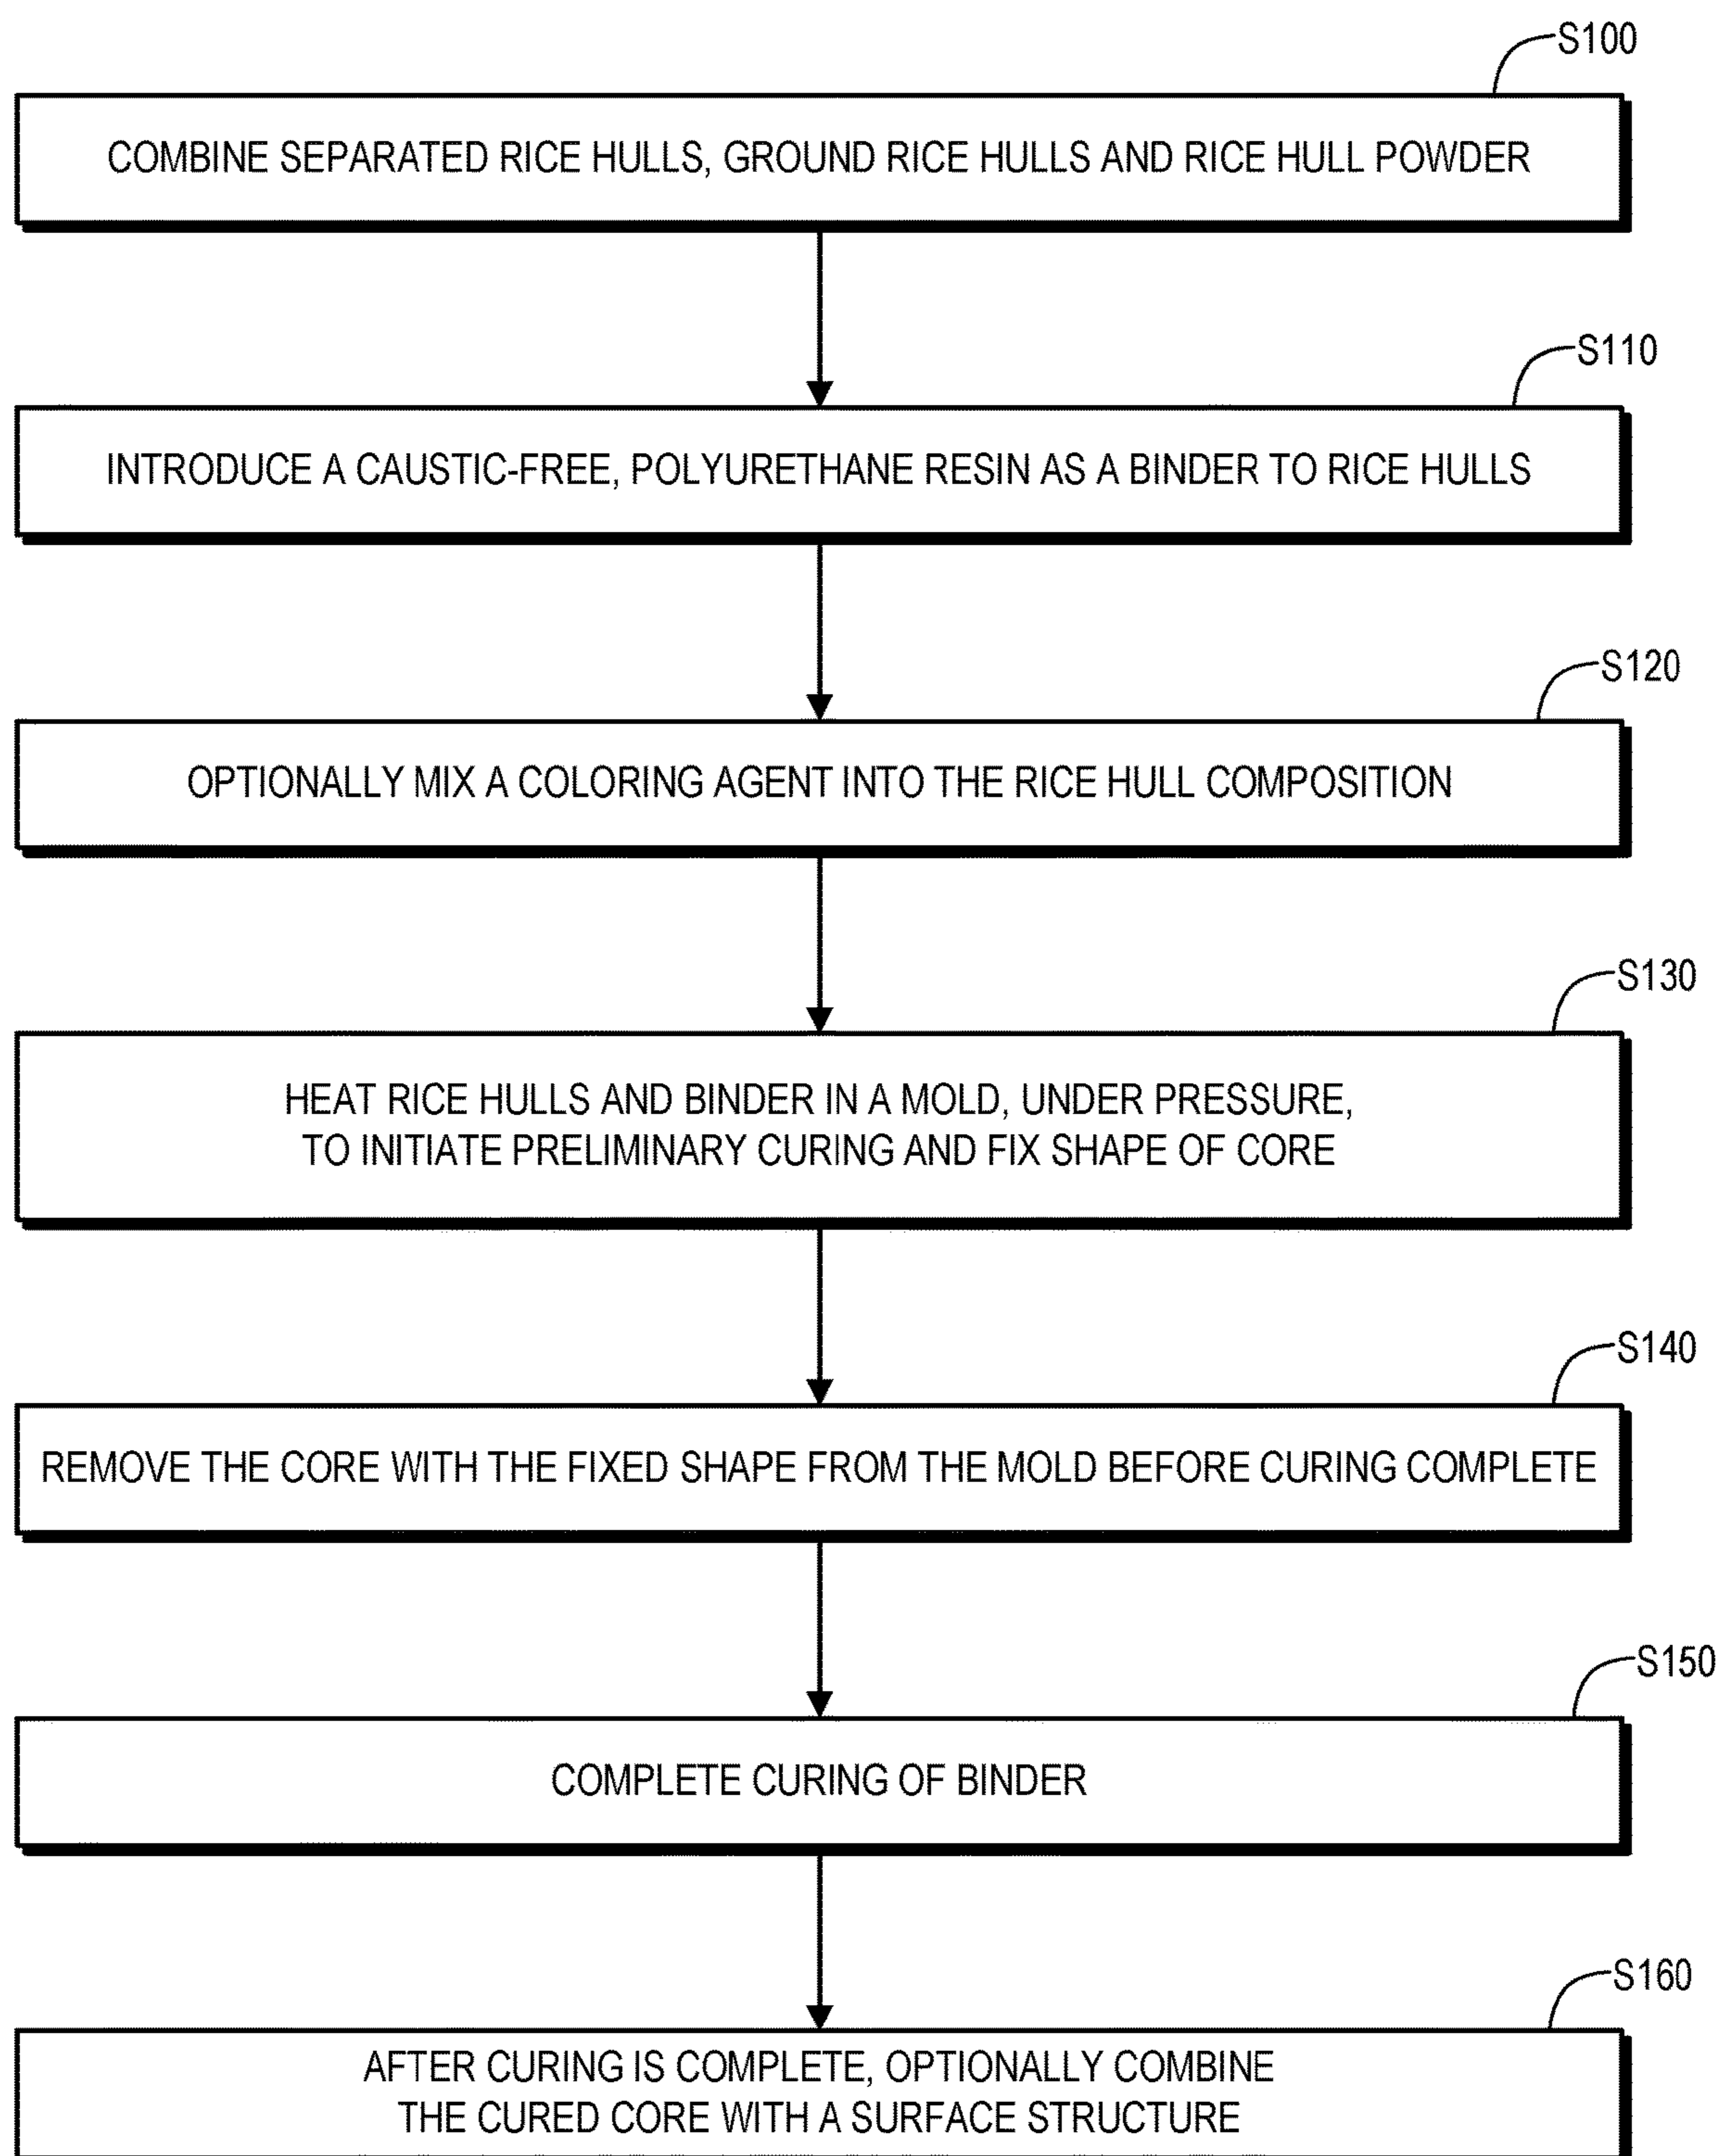 S100
COMBINE SEPARATED RICE HULLS, GROUND RICE HULLS AND RICE HULL POWDER
S110
INTRODUCE A CAUSTIC-FREE, POLYURETHANE RESIN AS A BINDER TO RICE HULLS
S120
OPTIONALLY MIX A COLORING AGENT INTO THE RICE HULL COMPOSITION
S130
HEAT RICE HULLS AND BINDER IN A MOLD, UNDER PRESSURE,
TO INITIATE PRELIMINARY CURING AND FIX SHAPE OF CORE
S140
REMOVE THE CORE WITH THE FIXED SHAPE FROM THE MOLD BEFORE CURING COMPLETE
S150
COMPLETE CURING OF BINDER
S160
AFTER CURING IS COMPLETE, OPTIONALLY COMBINE
THE CURED CORE WITH A SURFACE STRUCTURE